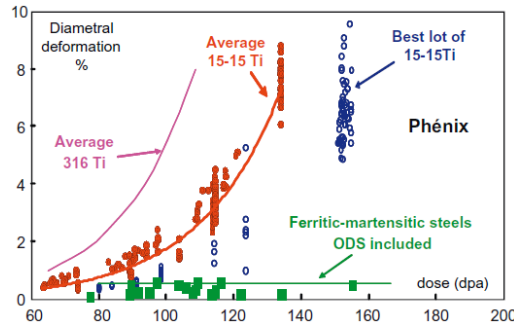 10
Diametral
deformation
%
8
6
4
2
0
Average
15-15 Ti
Average
316 Ti
Best lot of
15-15Ti
Phénix
Ferritic-martensitic steels
ODS included
dose (dpa)
60 80 100 120 140 160 180 200